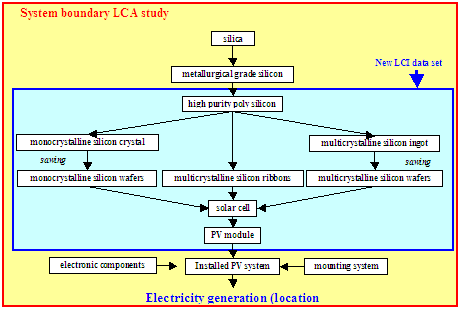 System boundary LCA study
silica
New LCI data set
metallurgical grade silicon
high purity poly silicon
monocrystalline silicon crystal
multicrystalline silicon ingot
sawing
sawing
monocrystalline silicon wafers
multicrystalline silicon ribbons
multicrystalline silicon wafers
solar cell
PV module
electronic components
Installed PV system
mounting system
Electricity generation (location